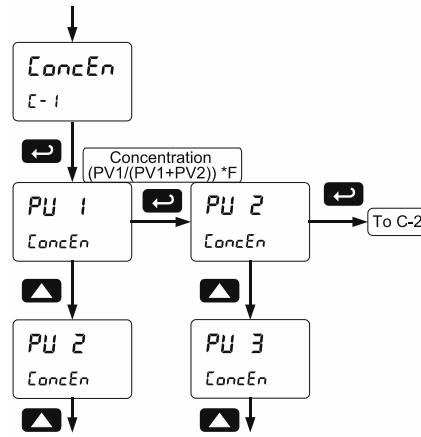 ConcEn
C-1
Concentration
(PV1/(PV1+PV2)) *F
PU 1
ConcEn
PU 2
ConcEn
To C-2
PU 2
ConcEn
PU 3
ConcEn